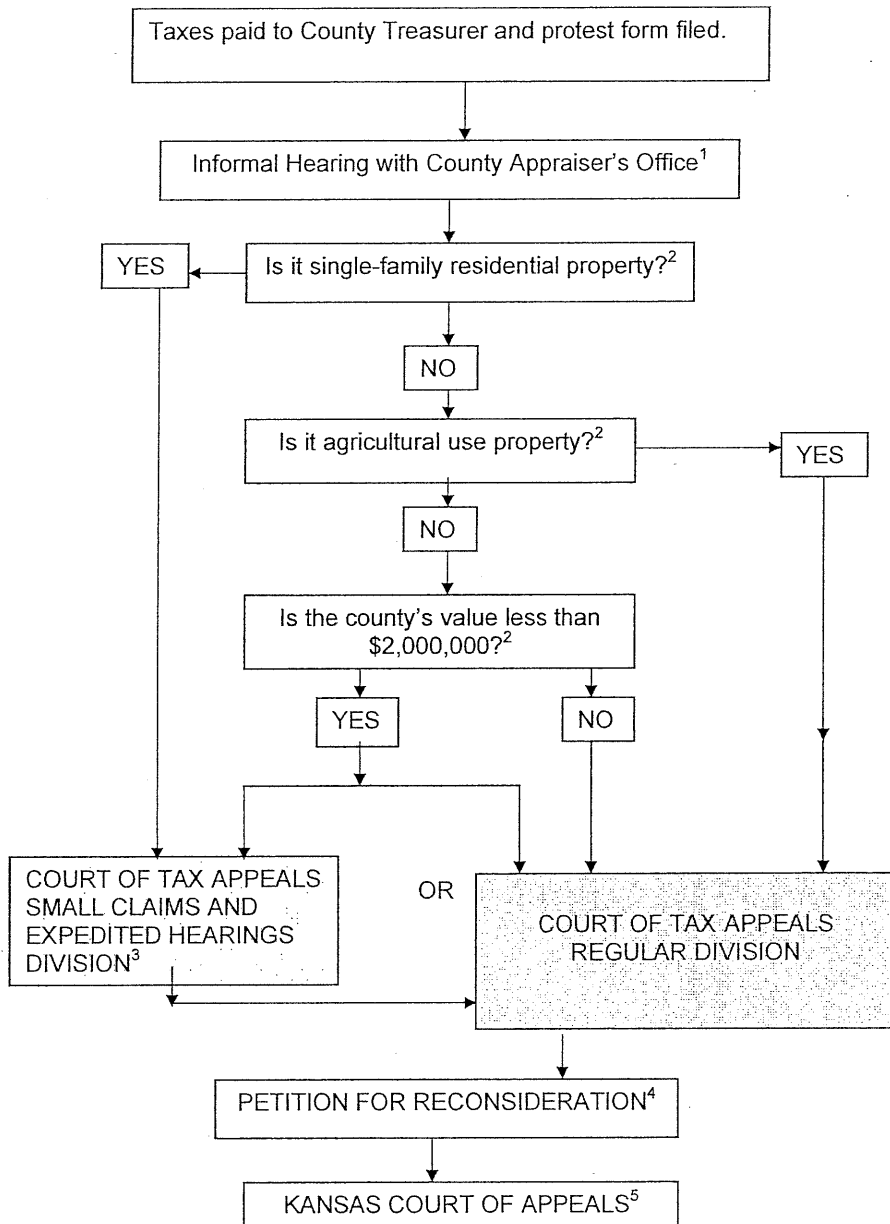 Taxes paid to County Treasurer and protest form filed.
Informal Hearing with County Appraiser's Office¹
YES
Is it single-family residential property?²
NO
Is it agricultural use property?²
YES
NO
Is the county's value less than
$2,000,000?²
YES
NO
COURT OF TAX APPEALS
SMALL CLAIMS AND
EXPEDITED HEARINGS
DIVISION³
OR
COURT OF TAX APPEALS
REGULAR DIVISION
PETITION FOR RECONSIDERATION⁴
KANSAS COURT OF APPEALS⁵